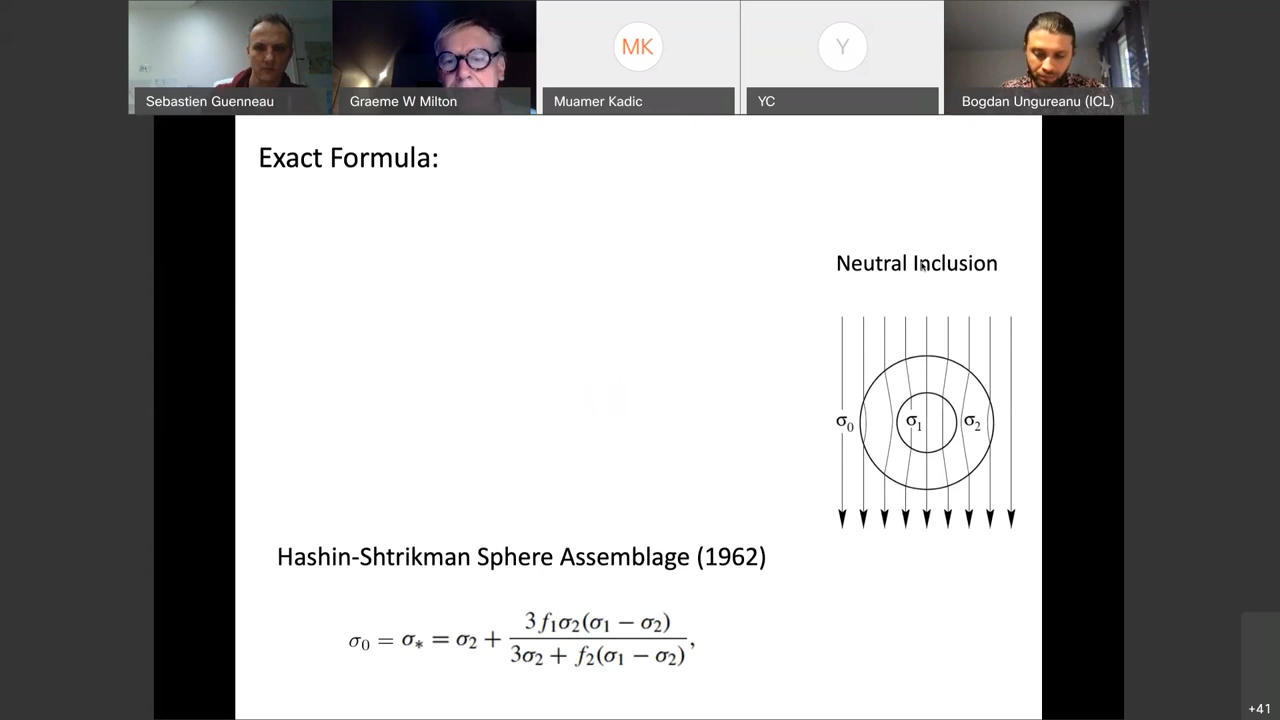 MK
Y
Sebastien Guenneau
Graeme W Milton
Muamer Kadic
YC
Bogdan Ungureanu (ICL)
Exact Formula:
Neutral Inclusion
σ₀ σ₁ σ₂
Hashin-Shtrikman Sphere Assemblage (1962)
σ₀ = σ* = σ₂ + 3f₁σ₂(σ₁ − σ₂) / 3σ₂ + f₂(σ₁ − σ₂) ,
+41